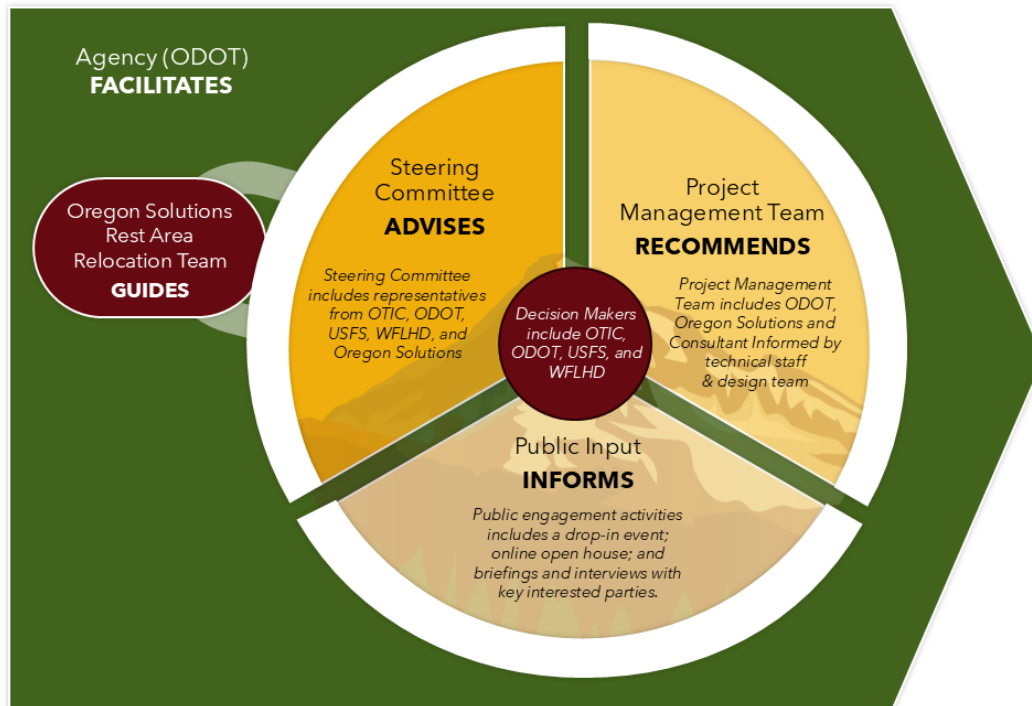 Agency (ODOT)
FACILITATES
Oregon Solutions
Rest Area
Relocation Team
GUIDES
Steering
Committee
ADVISES
Steering Committee
includes representatives
from OTIC, ODOT,
USFS, WFLHD, and
Oregon Solutions
Project
Management Team
RECOMMENDS
Project Management
Team includes ODOT,
Oregon Solutions and
Consultant Informed by
technical staff
& design team
Decision Makers
include OTIC,
ODOT, USFS, and
WFLHD
Public Input
INFORMS
Public engagement activities
includes a drop-in event;
online open house; and
briefings and interviews with
key interested parties.